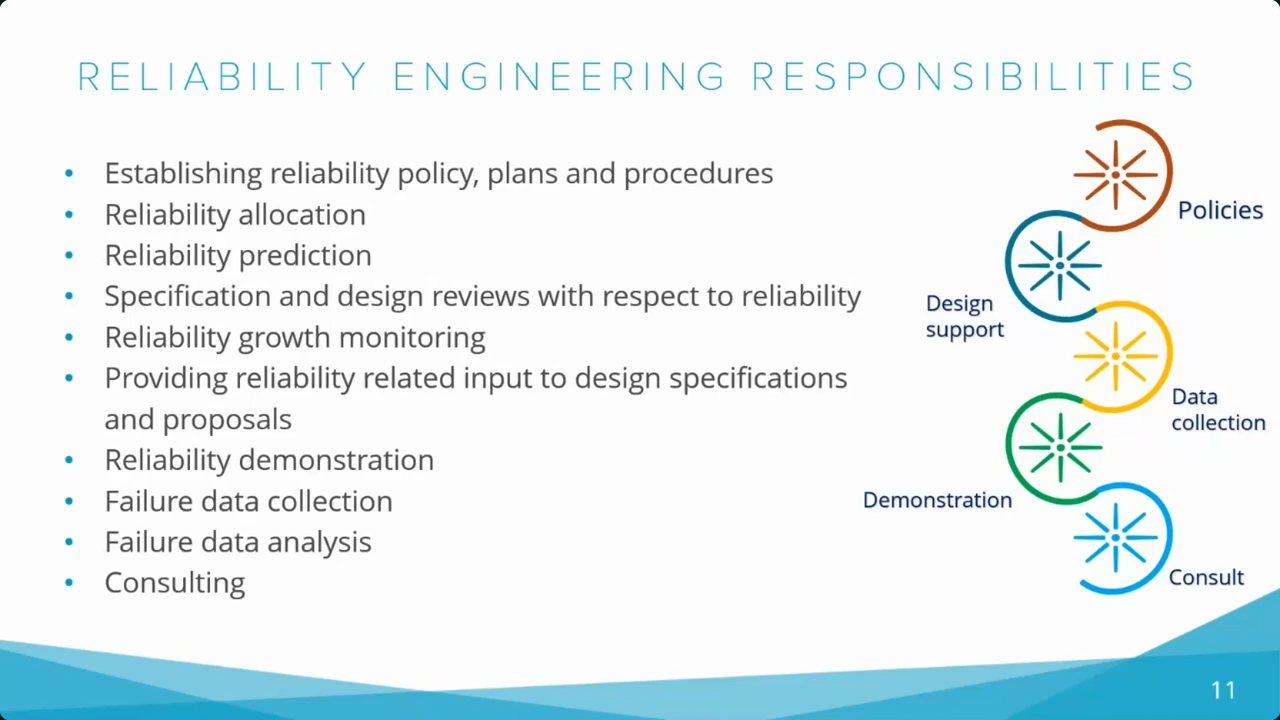 RELIABILITY ENGINEERING RESPONSIBILITIES
• Establishing reliability policy, plans and procedures
• Reliability allocation
• Reliability prediction
• Specification and design reviews with respect to reliability
• Reliability growth monitoring
• Providing reliability related input to design specifications
and proposals
• Reliability demonstration
• Failure data collection
• Failure data analysis
• Consulting
Policies
Design
support
Data
collection
Demonstration
Consult
11